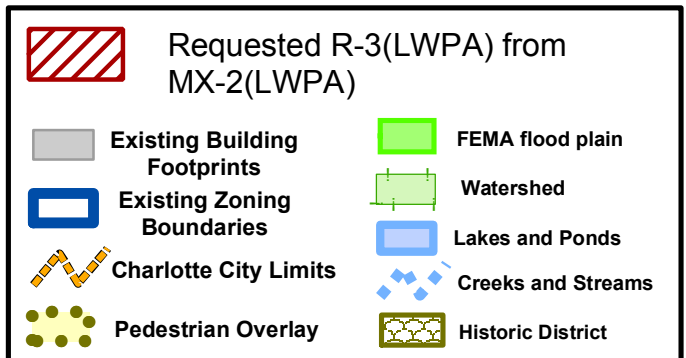 Requested R-3(LWPA) from
MX-2(LWPA)
Existing Building
Footprints
Existing Zoning
Boundaries
Charlotte City Limits
Pedestrian Overlay
FEMA flood plain
Watershed
Lakes and Ponds
Creeks and Streams
Historic District